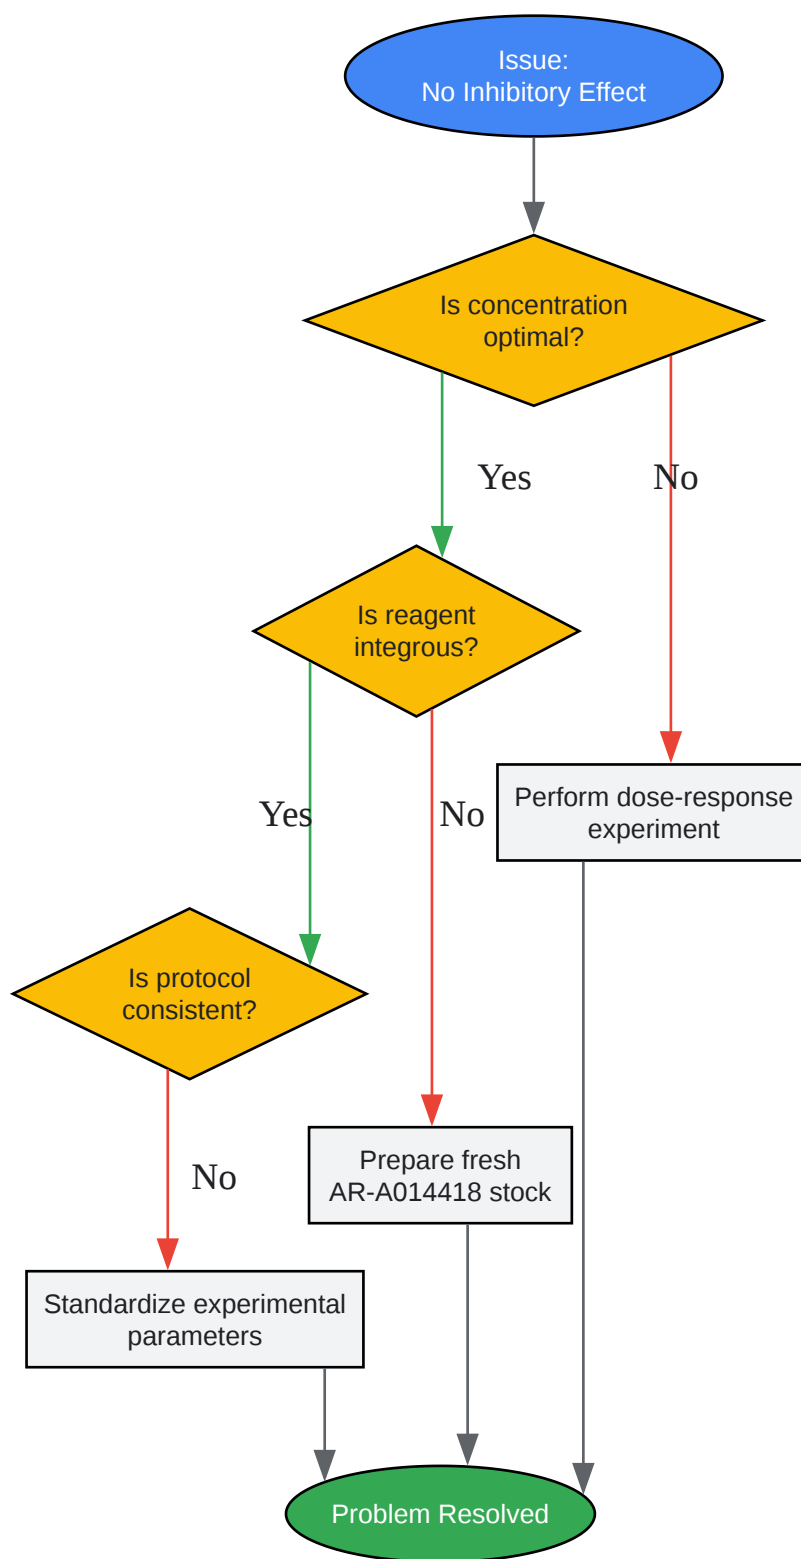 Issue:
No Inhibitory Effect
Is concentration
optimal?
Yes
No
Is reagent
integrous?
Yes
No
Perform dose-response
experiment
Is protocol
consistent?
No
Prepare fresh
AR-A014418 stock
Standardize experimental
parameters
Problem Resolved